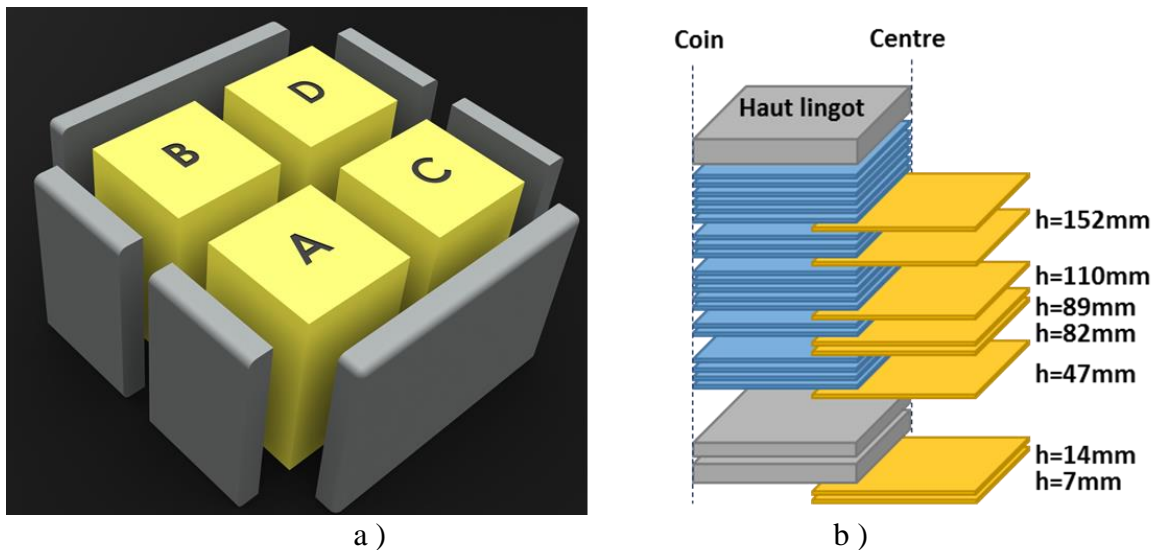 D
B
C
A
a )
Coin
Centre
Haut lingot
h=152mm
h=110mm
h=89mm
h=82mm
h=47mm
h=14mm
h=7mm
b )